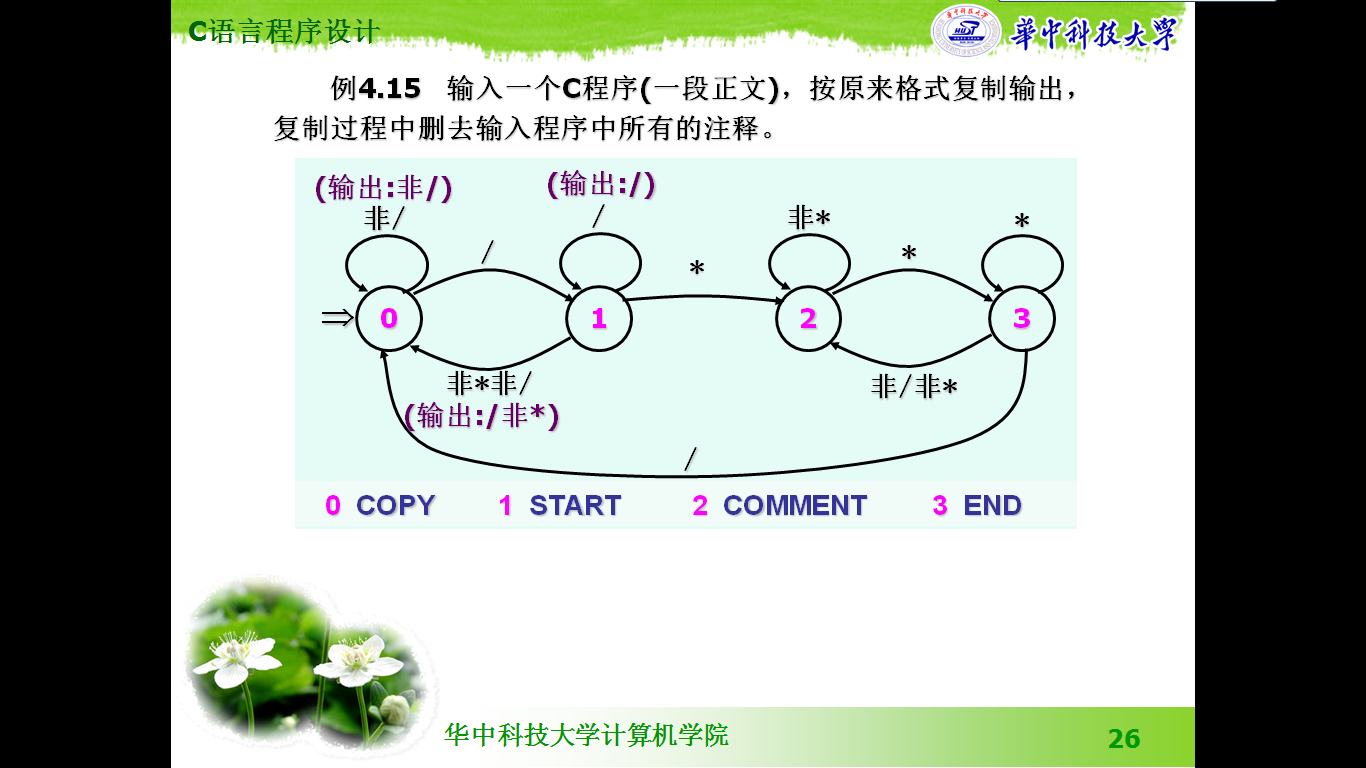 C语言程序设计
华中科技大学
例4.15 输入一个C程序(一段正文)，按原来格式复制输出，
复制过程中删去输入程序中所有的注释。
(输出:非/)
(输出:/)
非/
/
非*
*
/
*
*
⇒ 0 1 2 3
非*非/
(输出:/非*)
非/非*
/
0 COPY 1 START 2 COMMENT 3 END
华中科技大学计算机学院
26